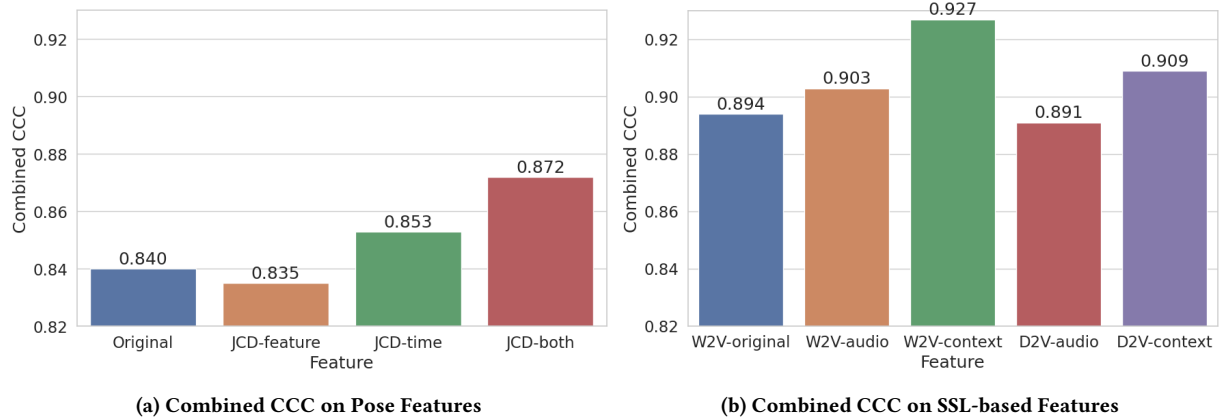 0.92
0.90
0.88
0.86
0.84
0.82
Combined CCC
0.840
0.835
0.853
0.872
Original JCD-feature JCD-time JCD-both
Feature
(a) Combined CCC on Pose Features
0.92
0.90
0.88
0.86
0.84
0.82
Combined CCC
0.894
0.903
0.927
0.891
0.909
W2V-original W2V-audio W2V-context D2V-audio D2V-context
Feature
(b) Combined CCC on SSL-based Features